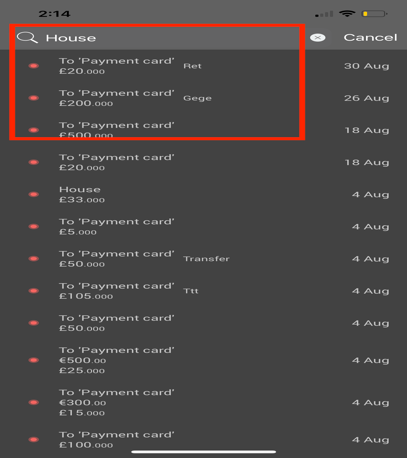 2:14
House
Cancel
To ‘Payment card’ Ret 30 Aug
£20.000
To ‘Payment card’ Gege 26 Aug
£200.000
To ‘Payment card’ 18 Aug
£500.000
To ‘Payment card’ 18 Aug
£20.000
House 4 Aug
£33.000
To ‘Payment card’ 4 Aug
£5.000
To ‘Payment card’ Transfer 4 Aug
£50.000
To ‘Payment card’ Ttt 4 Aug
£105.000
To ‘Payment card’ 4 Aug
£50.000
To ‘Payment card’ 4 Aug
€500.00
£25.000
To ‘Payment card’ 4 Aug
€300.00
£15.000
To ‘Payment card’ 4 Aug
£100.000